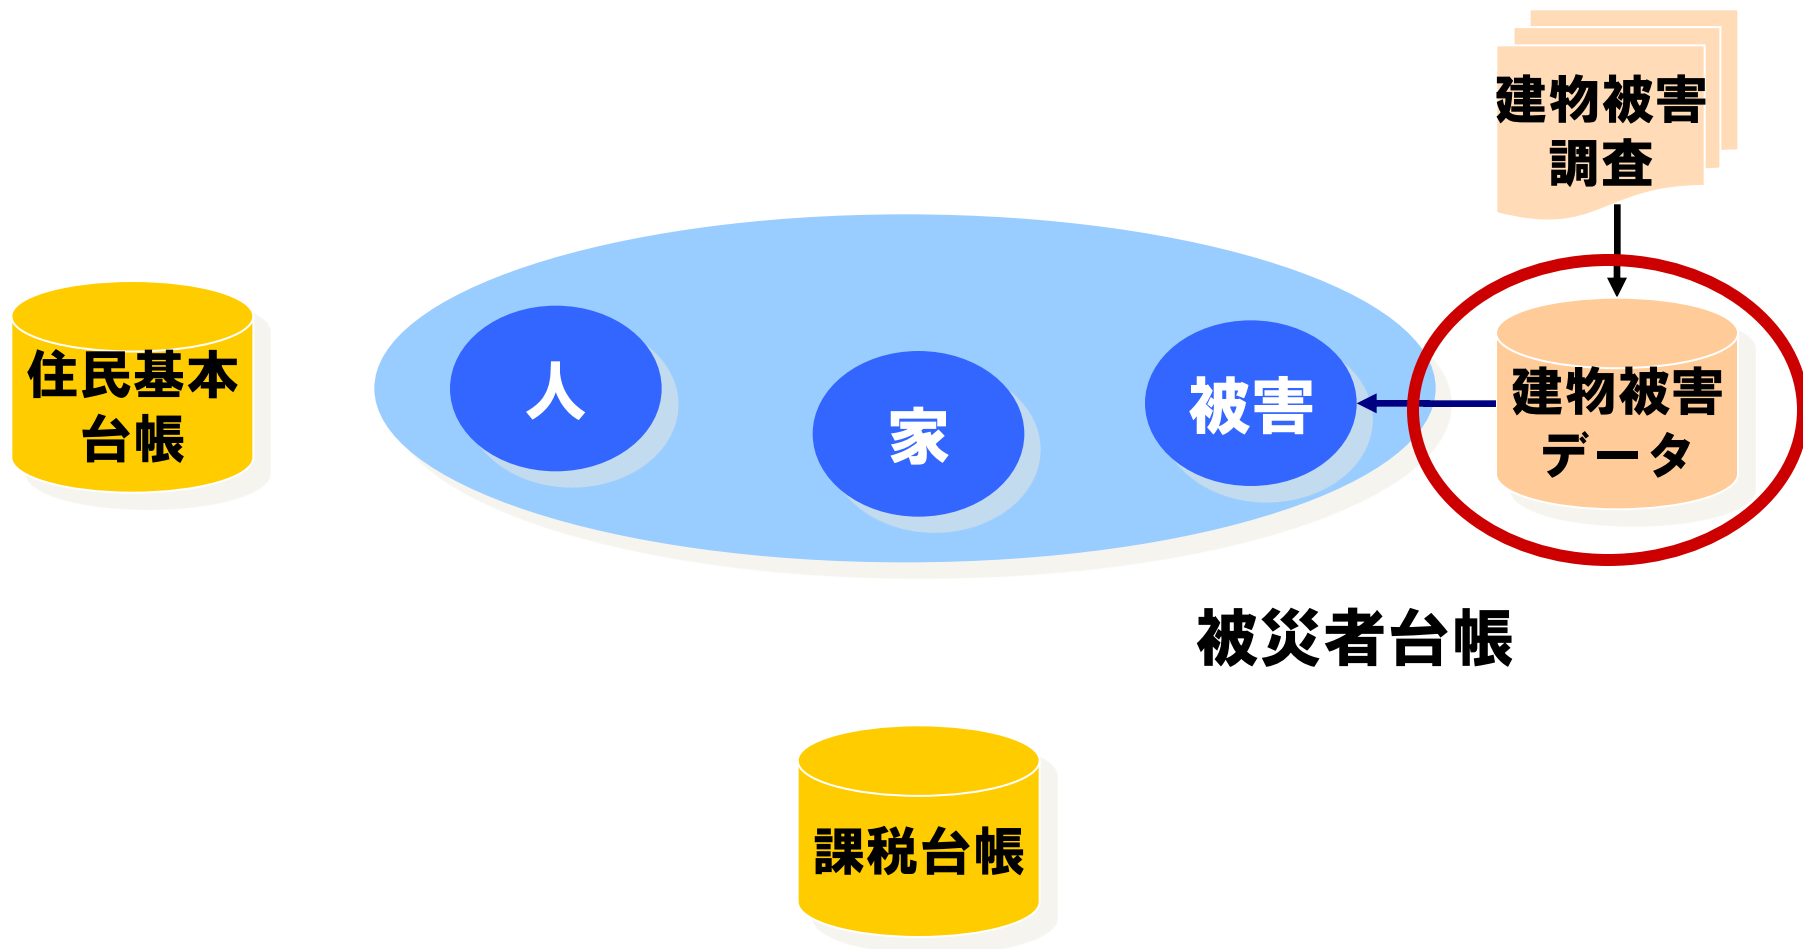 建物被害
調査
住民基本
台帳
人
家
被害
建物被害
データ
被災者台帳
課税台帳